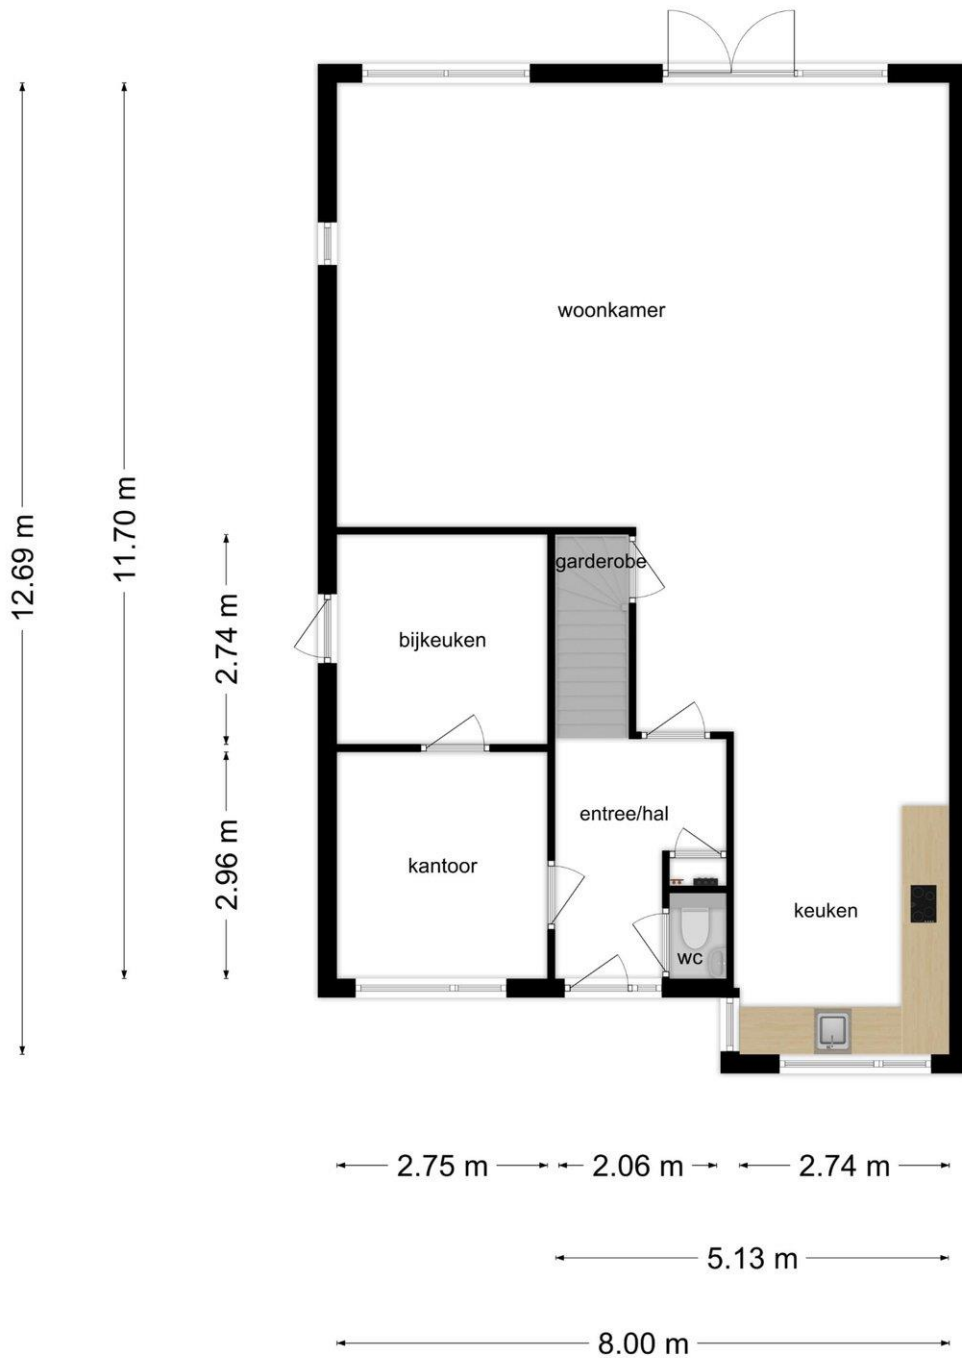 woonkamer
12.69 m
11.70 m
garderobe
2.74 m
bijkeuken
entree/hal
2.96 m
kantoor
keuken
wc
2.75 m
2.06 m
2.74 m
5.13 m
8.00 m